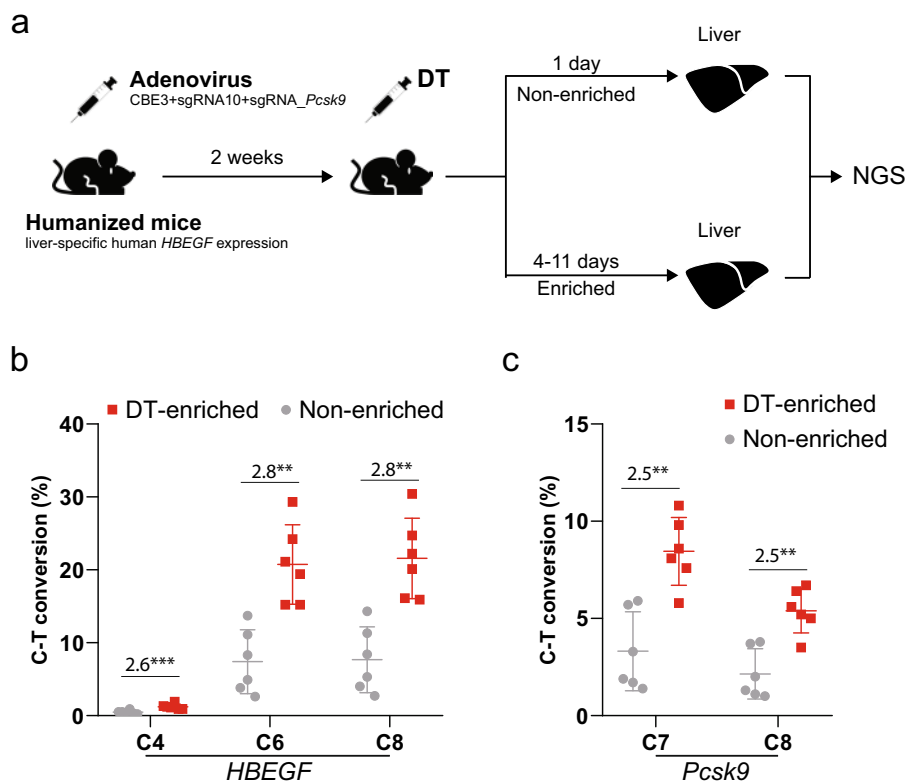 a
Adenovirus
CBE3+sgRNA10+sgRNA_Pcsk9
DT
2 weeks
Humanized mice
liver-specific human HBEGF expression
1 day
Non-enriched
Liver
4-11 days
Enriched
Liver
NGS
b
DT-enriched
Non-enriched
C-T conversion (%)
40
30
20
10
0
2.6***
2.8**
2.8**
C4
C6
C8
HBEGF
c
DT-enriched
Non-enriched
C-T conversion (%)
15
10
5
0
2.5**
2.5**
C7
C8
Pcsk9